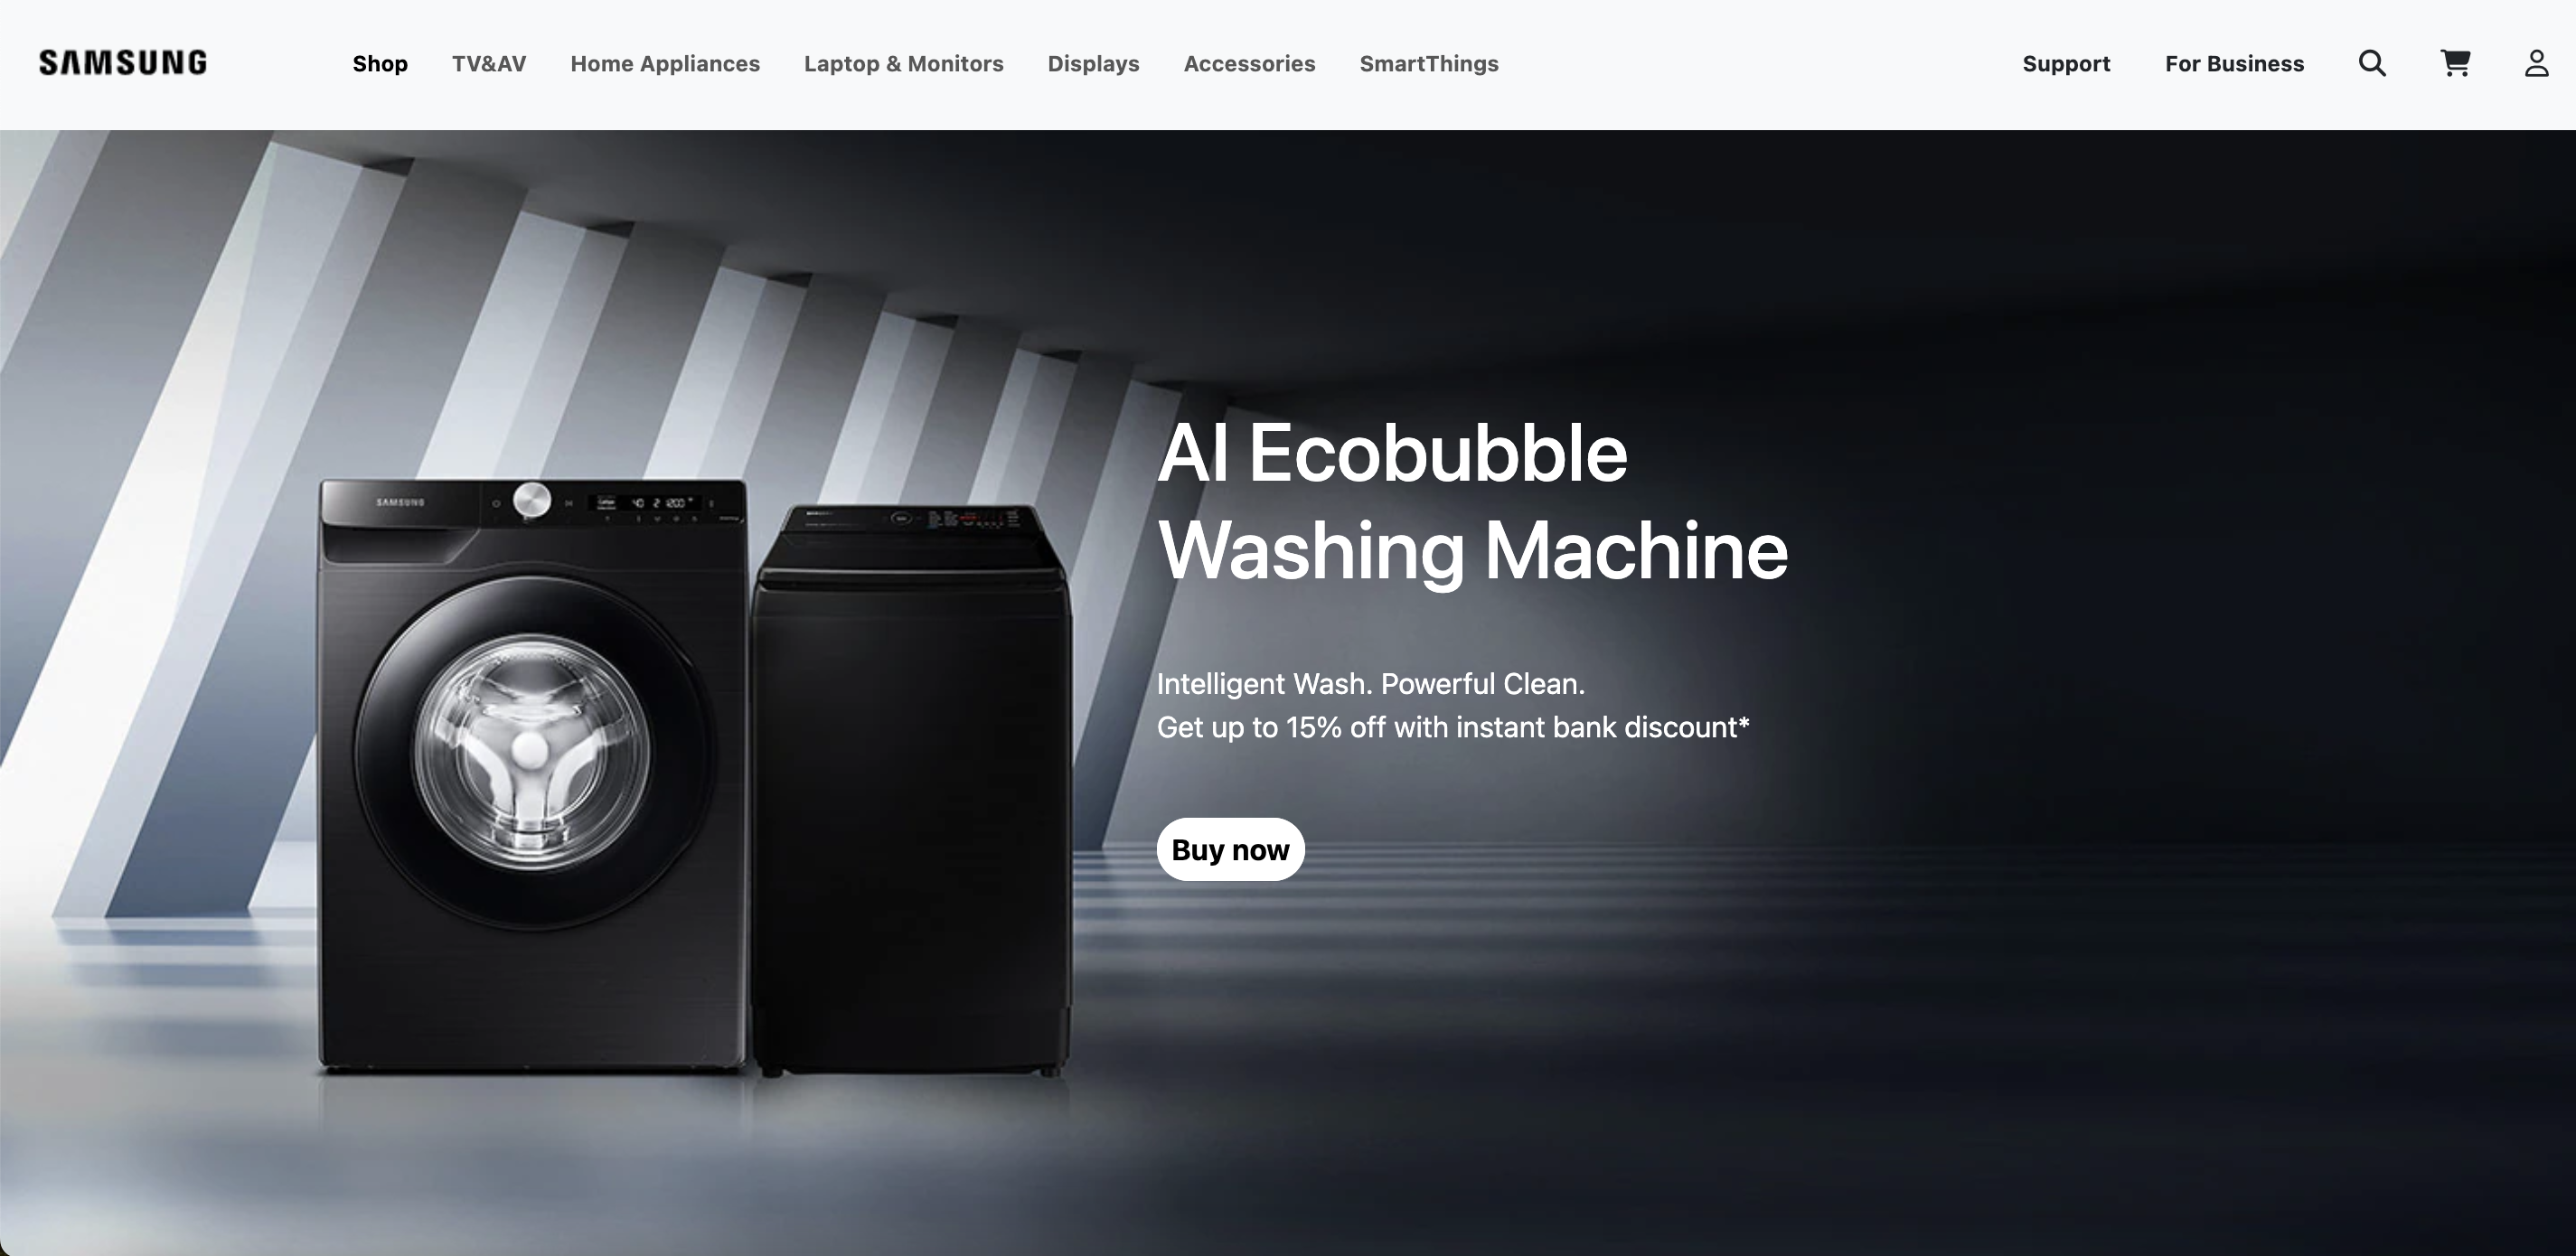 SAMSUNG
Shop TV&AV Home Appliances Laptop & Monitors Displays Accessories SmartThings Support For Business
AI Ecobubble
Washing Machine
SAMSUNG
Intelligent Wash. Powerful Clean.
Get up to 15% off with instant bank discount*
Buy now